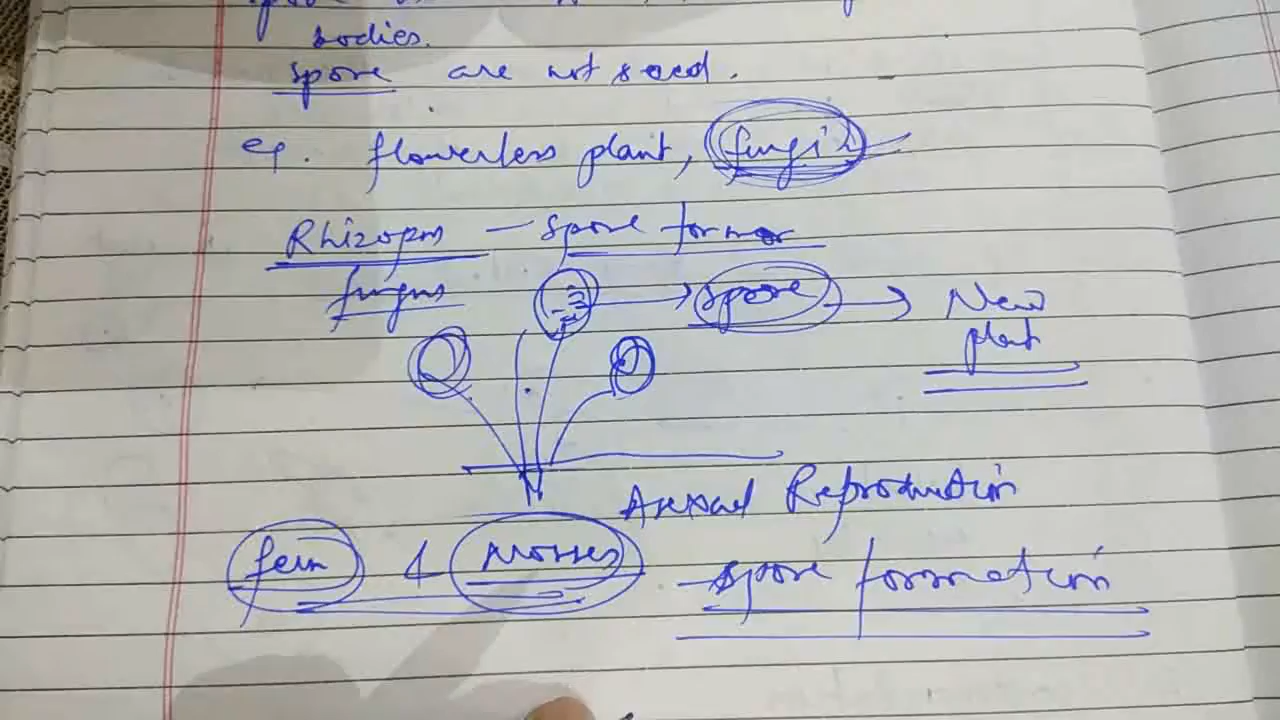 bodies.
spore are not seed.
eg. flowerless plant, fungi
Rhizopus — spore former
fungus
spore → New plant
Asexual Reproduction
fern & Mosses — spore formation